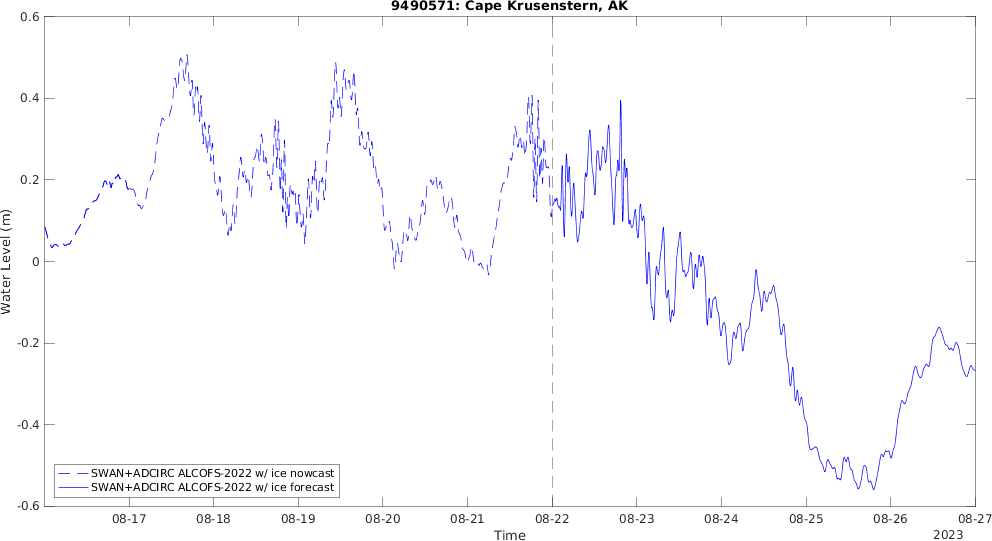 9490571: Cape Krusenstern, AK
0.6
0.4
0.2
0
-0.2
-0.4
-0.6
Water Level (m)
SWAN+ADCIRC ALCOFS-2022 w/ ice nowcast
SWAN+ADCIRC ALCOFS-2022 w/ ice forecast
08-17 08-18 08-19 08-20 08-21 08-22 08-23 08-24 08-25 08-26 08-27
Time
2023